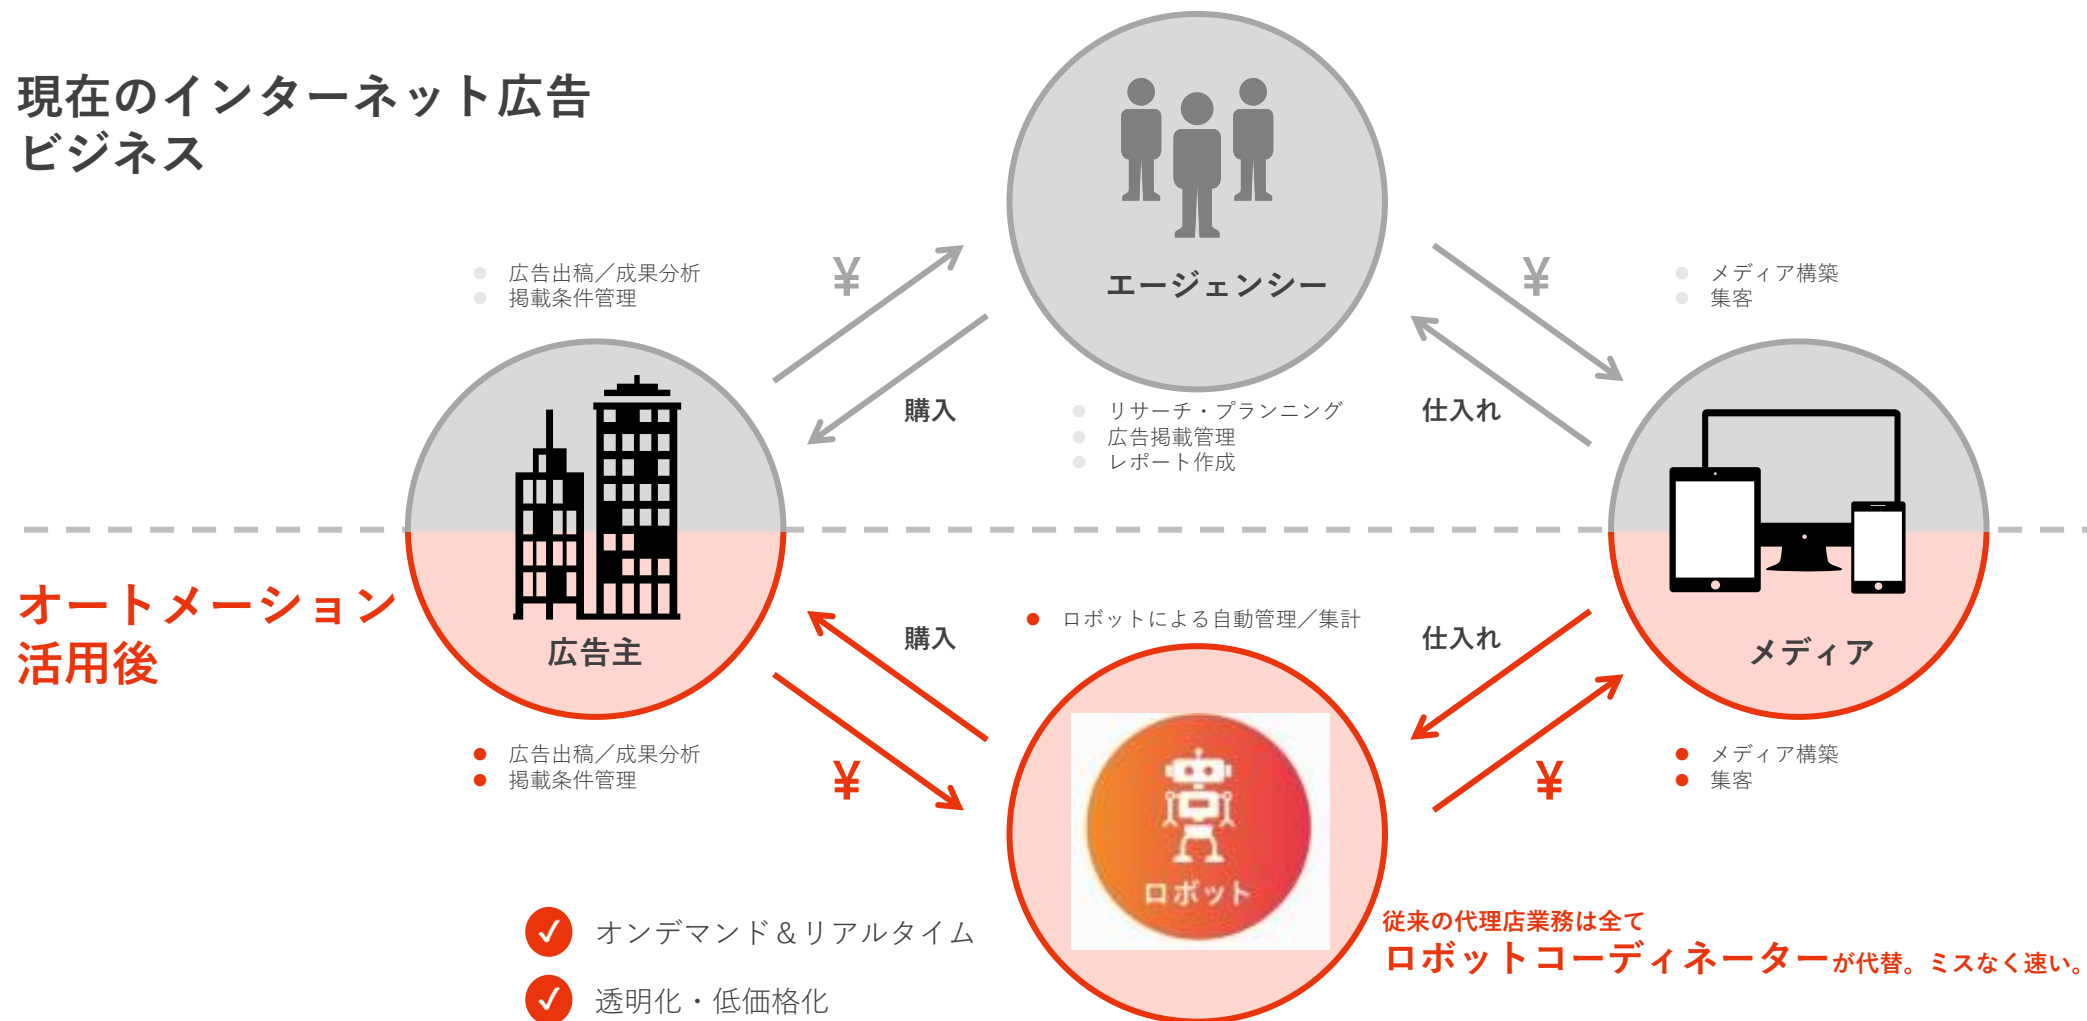 現在のインターネット広告
ビジネス
エージェンシー
広告出稿／成果分析
掲載条件管理
¥
¥
メディア構築
集客
購入
リサーチ・プランニング
広告掲載管理
レポート作成
仕入れ
オートメーション
活用後
広告主
メディア
購入
ロボットによる自動管理／集計
仕入れ
広告出稿／成果分析
掲載条件管理
¥
¥
メディア構築
集客
ロボット
オンデマンド＆リアルタイム
透明化・低価格化
従来の代理店業務は全て
ロボットコーディネーターが代替。ミスなく速い。